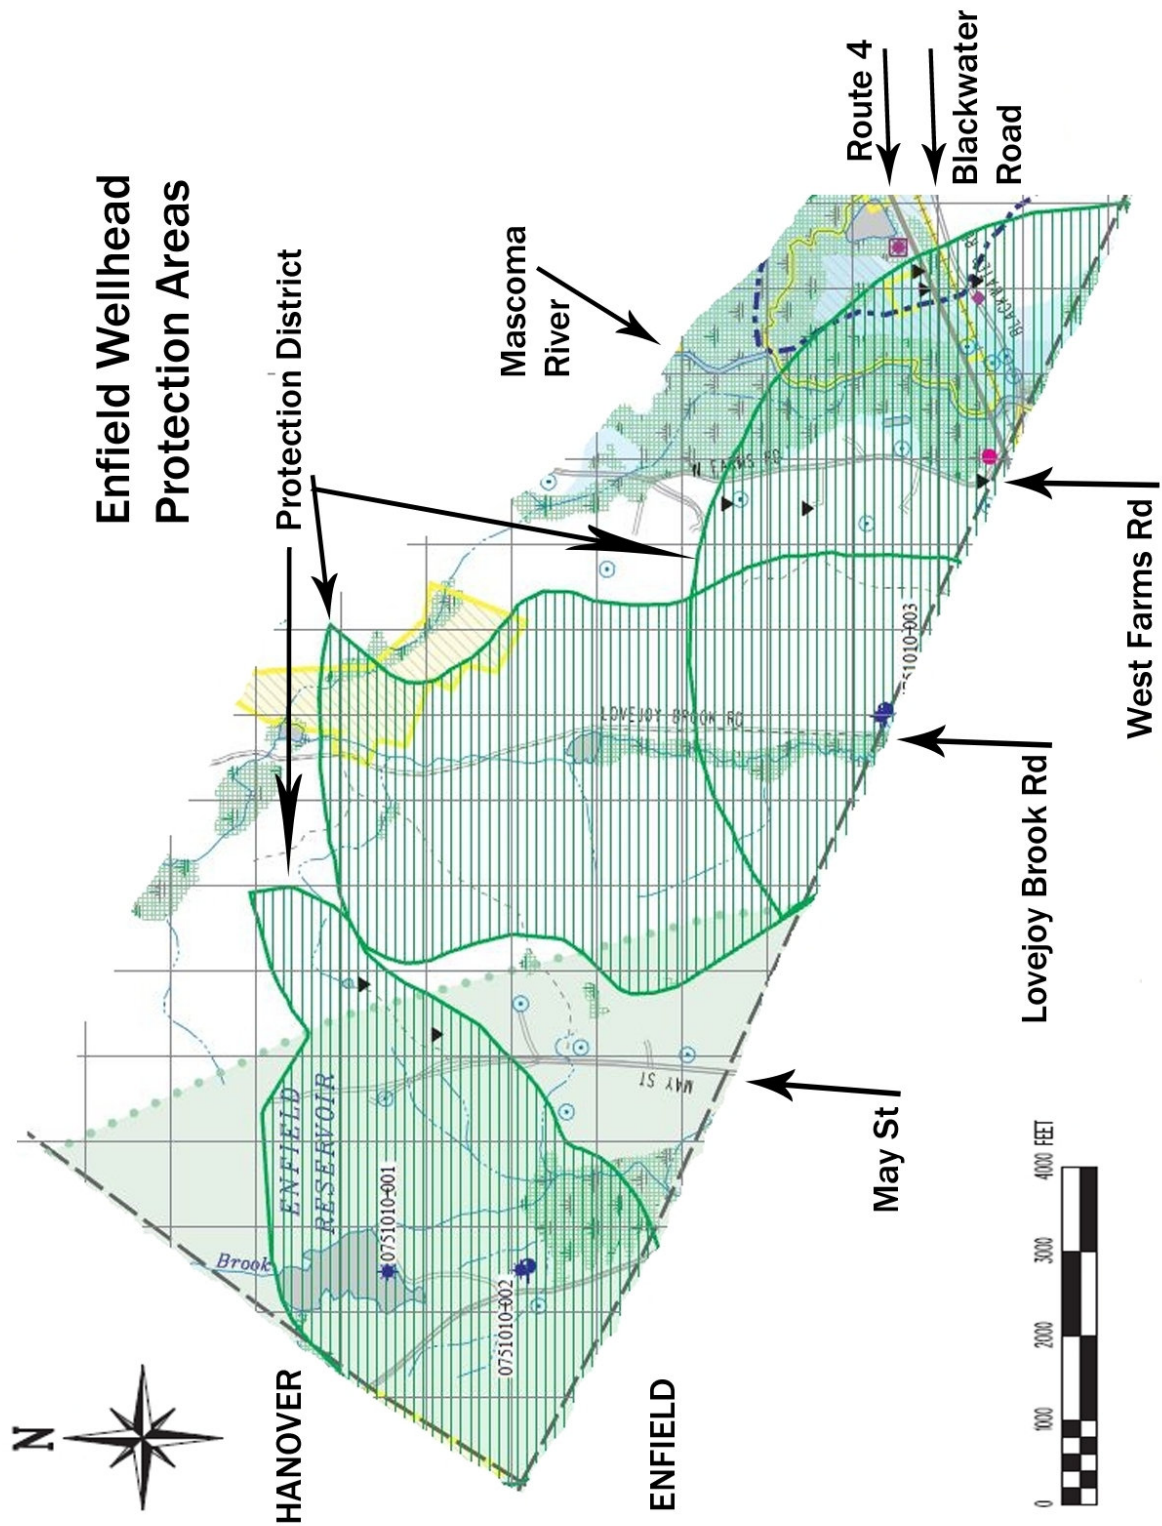 Enfield Wellhead
Protection Areas
Protection District
Mascoma
River
Route 4
Blackwater
Road
N
HANOVER
ENFIELD
ENFIELD
RESERVOIR
Brook
0751010-001
0751010-002
MAY ST
LOVEJOY BROOK RD
N FARMS RD
May St
Lovejoy Brook Rd
West Farms Rd
0
1000
2000
3000
4000 FEET